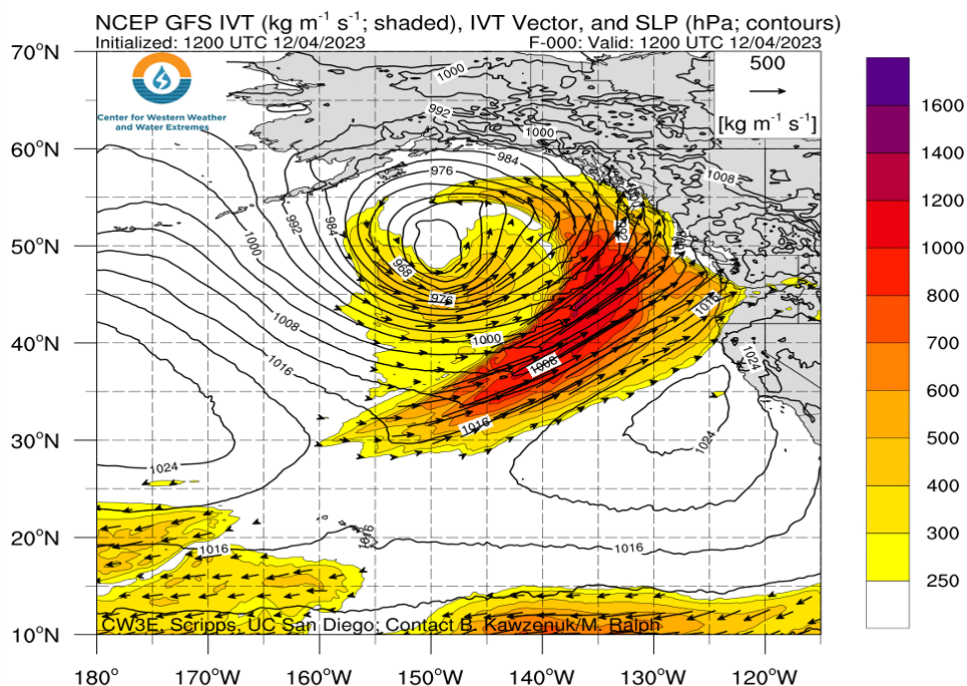 NCEP GFS IVT (kg m⁻¹ s⁻¹; shaded), IVT Vector, and SLP (hPa; contours)
Initialized: 1200 UTC 12/04/2023 F-000: Valid: 1200 UTC 12/04/2023
Center for Western Weather
and Water Extremes
500
[kg m⁻¹ s⁻¹]
70°N
60°N
50°N
40°N
30°N
20°N
10°N
1000
992
1000
984
976
1008
992
984
1000
992
968
976
1016
1008
1000
1016
1008
1024
1016
1024
1024
1016
1016
1016
CW3E, Scripps, UC San Diego; Contact B. Kawzenuk/M. Ralph
180°
170°W
160°W
150°W
140°W
130°W
120°W
1600
1400
1200
1000
800
700
600
500
400
300
250